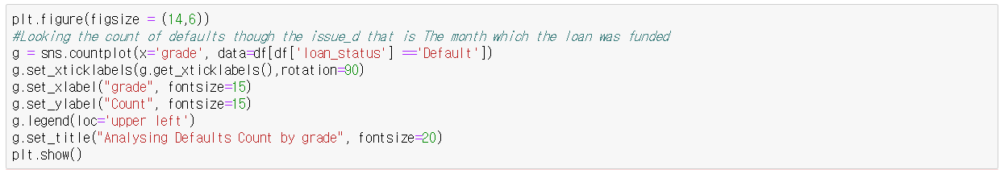 plt.figure(figsize = (14,6))
#Looking the count of defaults though the issue_d that is The month which the loan was funded
g = sns.countplot(x='grade', data=df[df['loan_status'] =='Default'])
g.set_xticklabels(g.get_xticklabels(),rotation=90)
g.set_xlabel("grade", fontsize=15)
g.set_ylabel("Count", fontsize=15)
g.legend(loc='upper left')
g.set_title("Analysing Defaults Count by grade", fontsize=20)
plt.show()